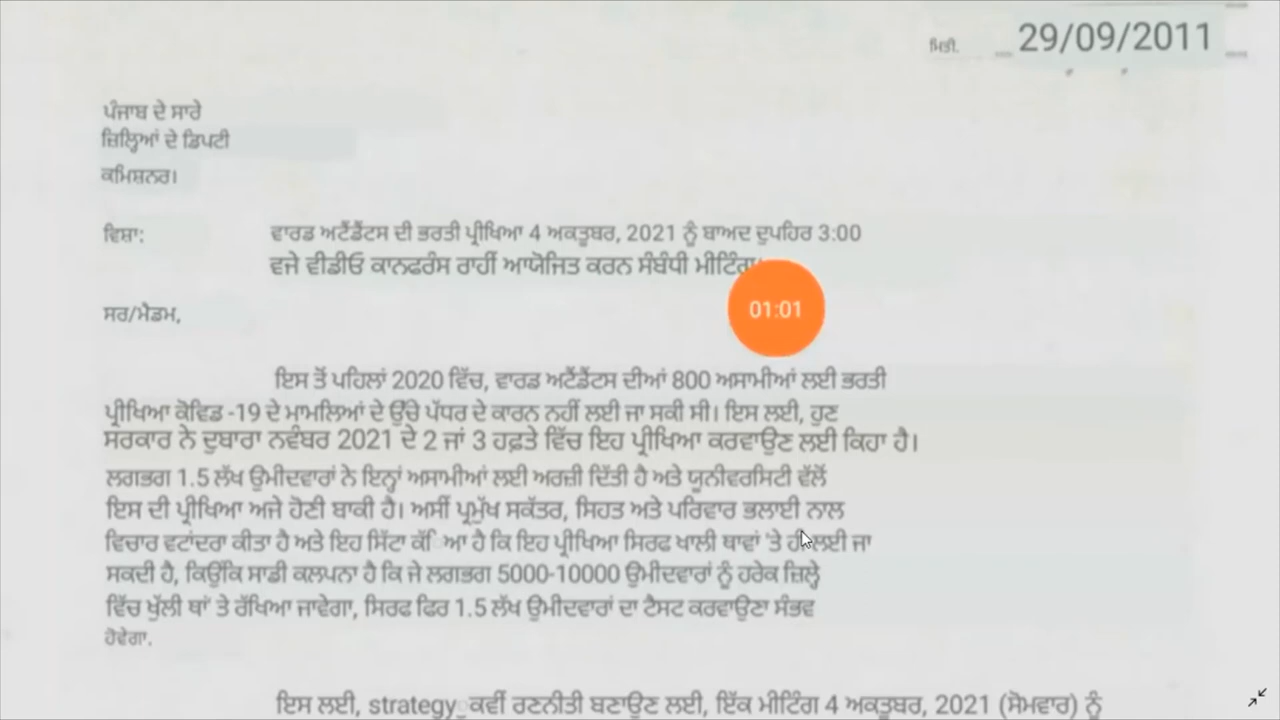 ਮਿਤੀ. 29/09/2011
ਪੰਜਾਬ ਦੇ ਸਾਰੇ
ਜ਼ਿਲ੍ਹਿਆਂ ਦੇ ਡਿਪਟੀ
ਕਮਿਸ਼ਨਰ।
ਵਿਸ਼ਾ: ਵਾਰਡ ਅਟੈਂਡੈਂਟਸ ਦੀ ਭਰਤੀ ਪ੍ਰੀਖਿਆ 4 ਅਕਤੂਬਰ, 2021 ਨੂੰ ਬਾਅਦ ਦੁਪਹਿਰ 3:00
ਵਜੇ ਵੀਡੀਓ ਕਾਨਫਰੰਸ ਰਾਹੀਂ ਆਯੋਜਿਤ ਕਰਨ ਸੰਬੰਧੀ ਮੀਟਿੰਗ
01:01
ਸਰ/ਮੈਡਮ,
ਇਸ ਤੋਂ ਪਹਿਲਾਂ 2020 ਵਿੱਚ, ਵਾਰਡ ਅਟੈਂਡੈਂਟਸ ਦੀਆਂ 800 ਅਸਾਮੀਆਂ ਲਈ ਭਰਤੀ
ਪ੍ਰੀਖਿਆ ਕੋਵਿਡ -19 ਦੇ ਮਾਮਲਿਆਂ ਦੇ ਉੱਚੇ ਪੱਧਰ ਦੇ ਕਾਰਨ ਨਹੀਂ ਲਈ ਜਾ ਸਕੀ ਸੀ। ਇਸ ਲਈ, ਹੁਣ
ਸਰਕਾਰ ਨੇ ਦੁਬਾਰਾ ਨਵੰਬਰ 2021 ਦੇ 2 ਜਾਂ 3 ਹਫ਼ਤੇ ਵਿੱਚ ਇਹ ਪ੍ਰੀਖਿਆ ਕਰਵਾਉਣ ਲਈ ਕਿਹਾ ਹੈ।
ਲਗਭਗ 1.5 ਲੱਖ ਉਮੀਦਵਾਰਾਂ ਨੇ ਇਨ੍ਹਾਂ ਅਸਾਮੀਆਂ ਲਈ ਅਰਜ਼ੀ ਦਿੱਤੀ ਹੈ ਅਤੇ ਯੂਨੀਵਰਸਿਟੀ ਵੱਲੋਂ
ਇਸ ਦੀ ਪ੍ਰੀਖਿਆ ਅਜੇ ਹੋਣੀ ਬਾਕੀ ਹੈ। ਅਸੀਂ ਪ੍ਰਮੁੱਖ ਸਕੱਤਰ, ਸਿਹਤ ਅਤੇ ਪਰਿਵਾਰ ਭਲਾਈ ਨਾਲ
ਵਿਚਾਰ ਵਟਾਂਦਰਾ ਕੀਤਾ ਹੈ ਅਤੇ ਇਹ ਸਿੱਟਾ ਕੱ ਿਆ ਹੈ ਕਿ ਇਹ ਪ੍ਰੀਖਿਆ ਸਿਰਫ ਖਾਲੀ ਥਾਵਾਂ 'ਤੇ ਹੀ ਲਈ ਜਾ
ਸਕਦੀ ਹੈ, ਕਿਉਂਕਿ ਸਾਡੀ ਕਲਪਨਾ ਹੈ ਕਿ ਜੇ ਲਗਭਗ 5000-10000 ਉਮੀਦਵਾਰਾਂ ਨੂੰ ਹਰੇਕ ਜ਼ਿਲ੍ਹੇ
ਵਿੱਚ ਖੁੱਲੀ ਥਾਂ 'ਤੇ ਰੱਖਿਆ ਜਾਵੇਗਾ, ਸਿਰਫ ਫਿਰ 1.5 ਲੱਖ ਉਮੀਦਵਾਰਾਂ ਦਾ ਟੈਸਟ ਕਰਵਾਉਣਾ ਸੰਭਵ
ਹੋਵੇਗਾ.
ਇਸ ਲਈ, strategy ਕਵੀਂ ਰਣਨੀਤੀ ਬਣਾਉਣ ਲਈ, ਇੱਕ ਮੀਟਿੰਗ 4 ਅਕਤੂਬਰ, 2021 (ਸੋਮਵਾਰ) ਨੂੰ